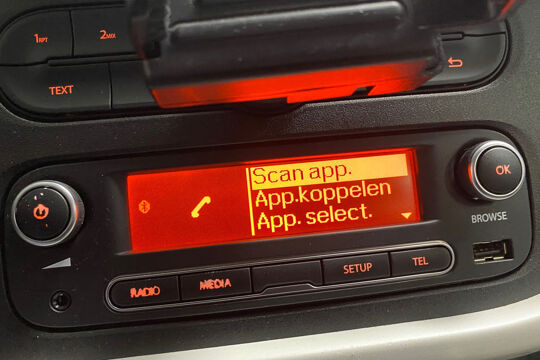 1RPT
2MIX
TEXT
Scan app.
App.koppelen
App. select.
OK
BROWSE
RADIO
MEDIA
SETUP
TEL